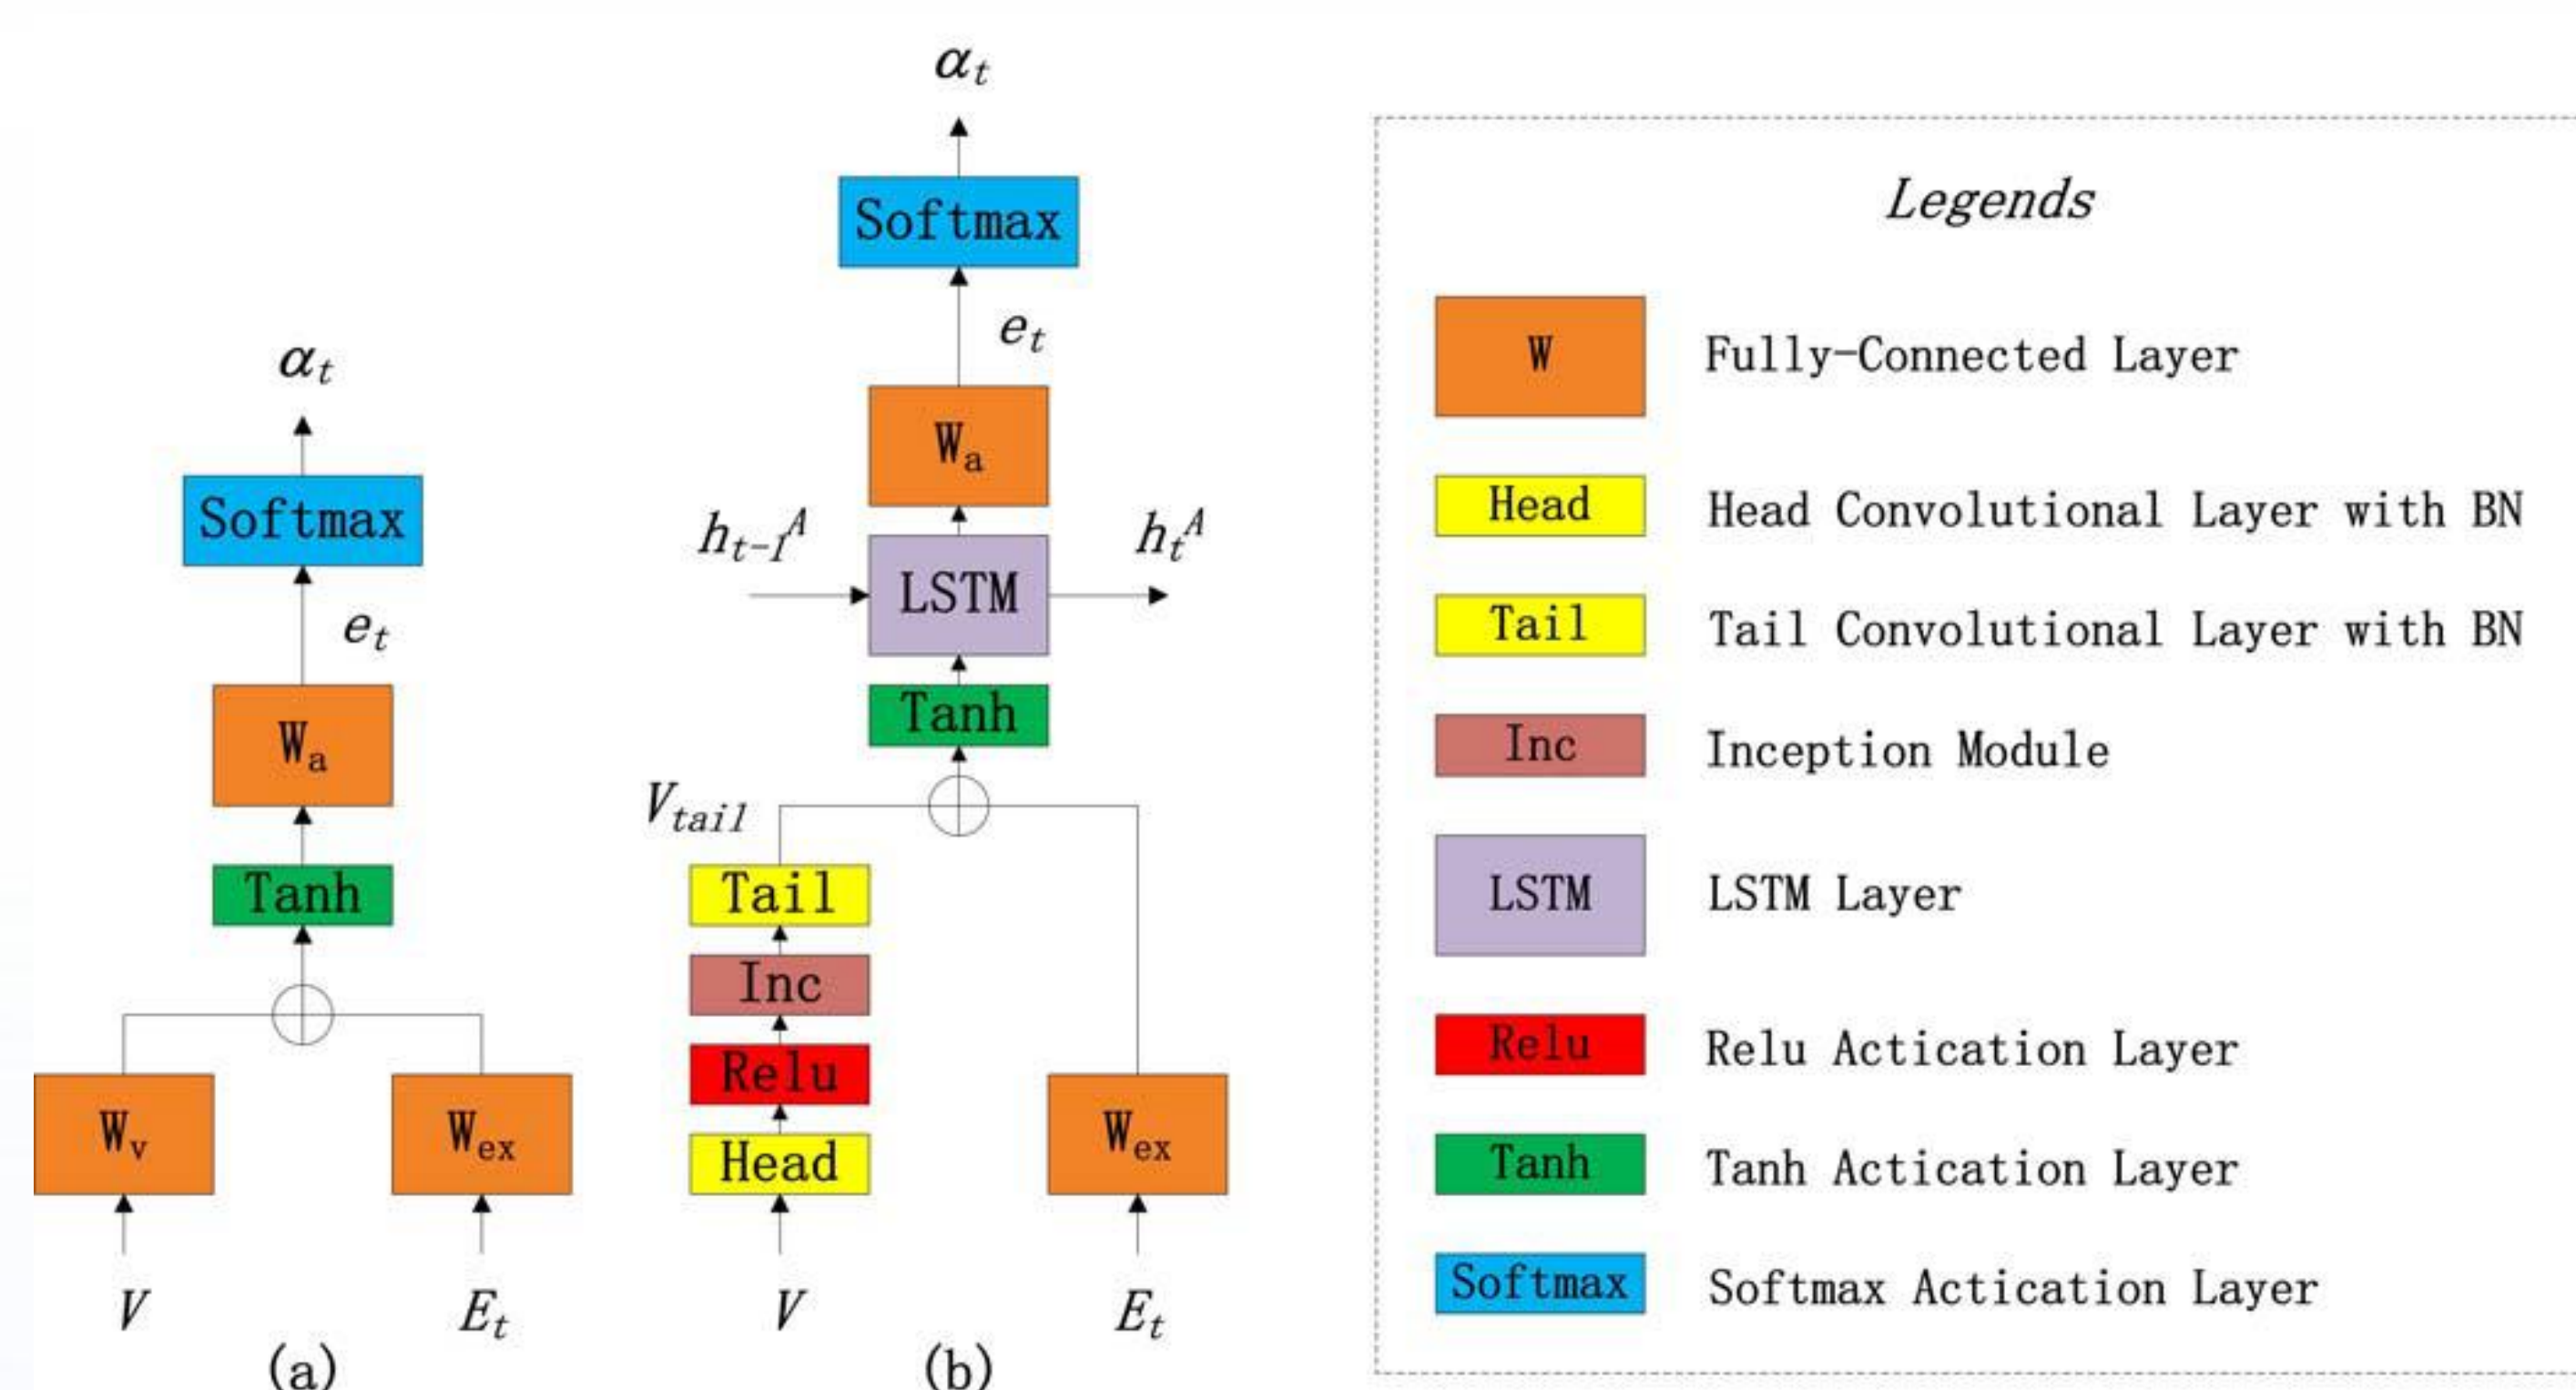 α_t
Softmax
e_t
W_a
Tanh
W_v
W_ex
V
E_t
(a)
α_t
Softmax
e_t
W_a
h_{t-1}^A
LSTM
h_t^A
Tanh
V_tail
Tail
Inc
Relu
Head
W_ex
V
E_t
(b)
Legends
W Fully-Connected Layer
Head Head Convolutional Layer with BN
Tail Tail Convolutional Layer with BN
Inc Inception Module
LSTM LSTM Layer
Relu Relu Actication Layer
Tanh Tanh Actication Layer
Softmax Softmax Actication Layer